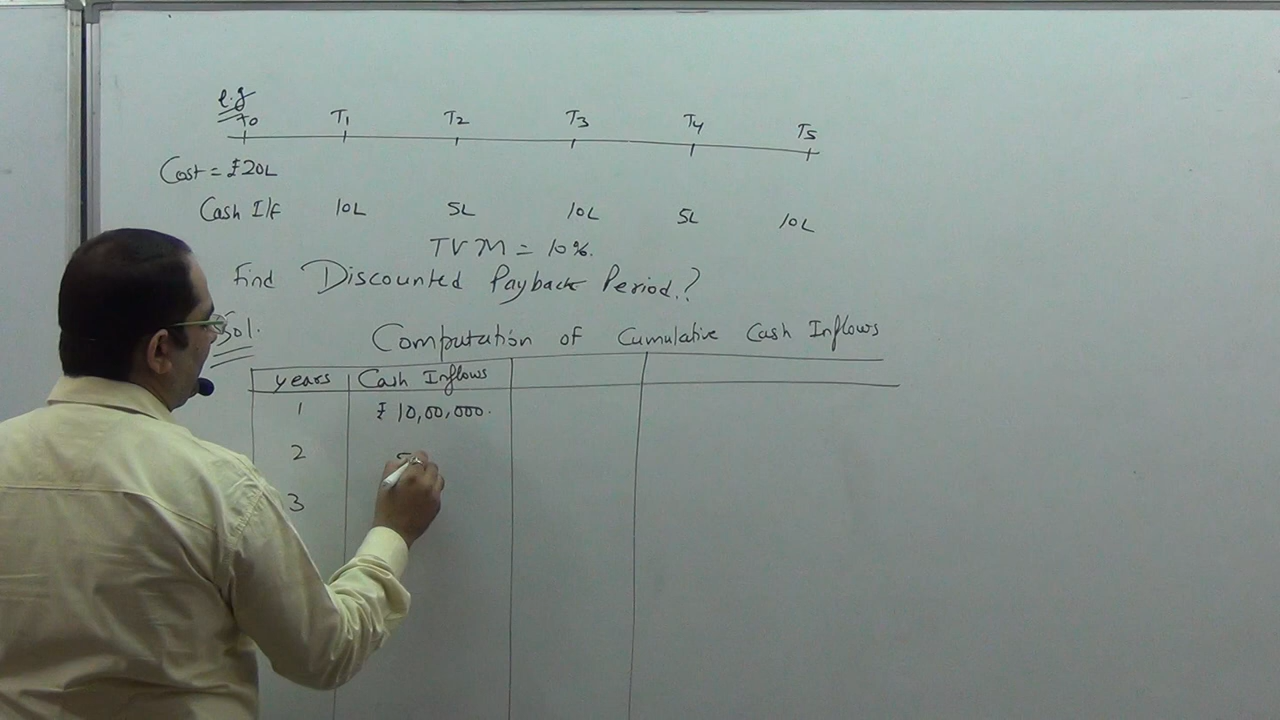 e.g
T0 T1 T2 T3 T4 T5
Cost = ₹20L
Cash I/F 10L 5L 10L 5L 10L
TVM = 10%.
Find Discounted Payback Period.?
Sol.
Computation of Cumulative Cash Inflows
years Cash Inflows
1 ₹ 10,00,000.
2
3